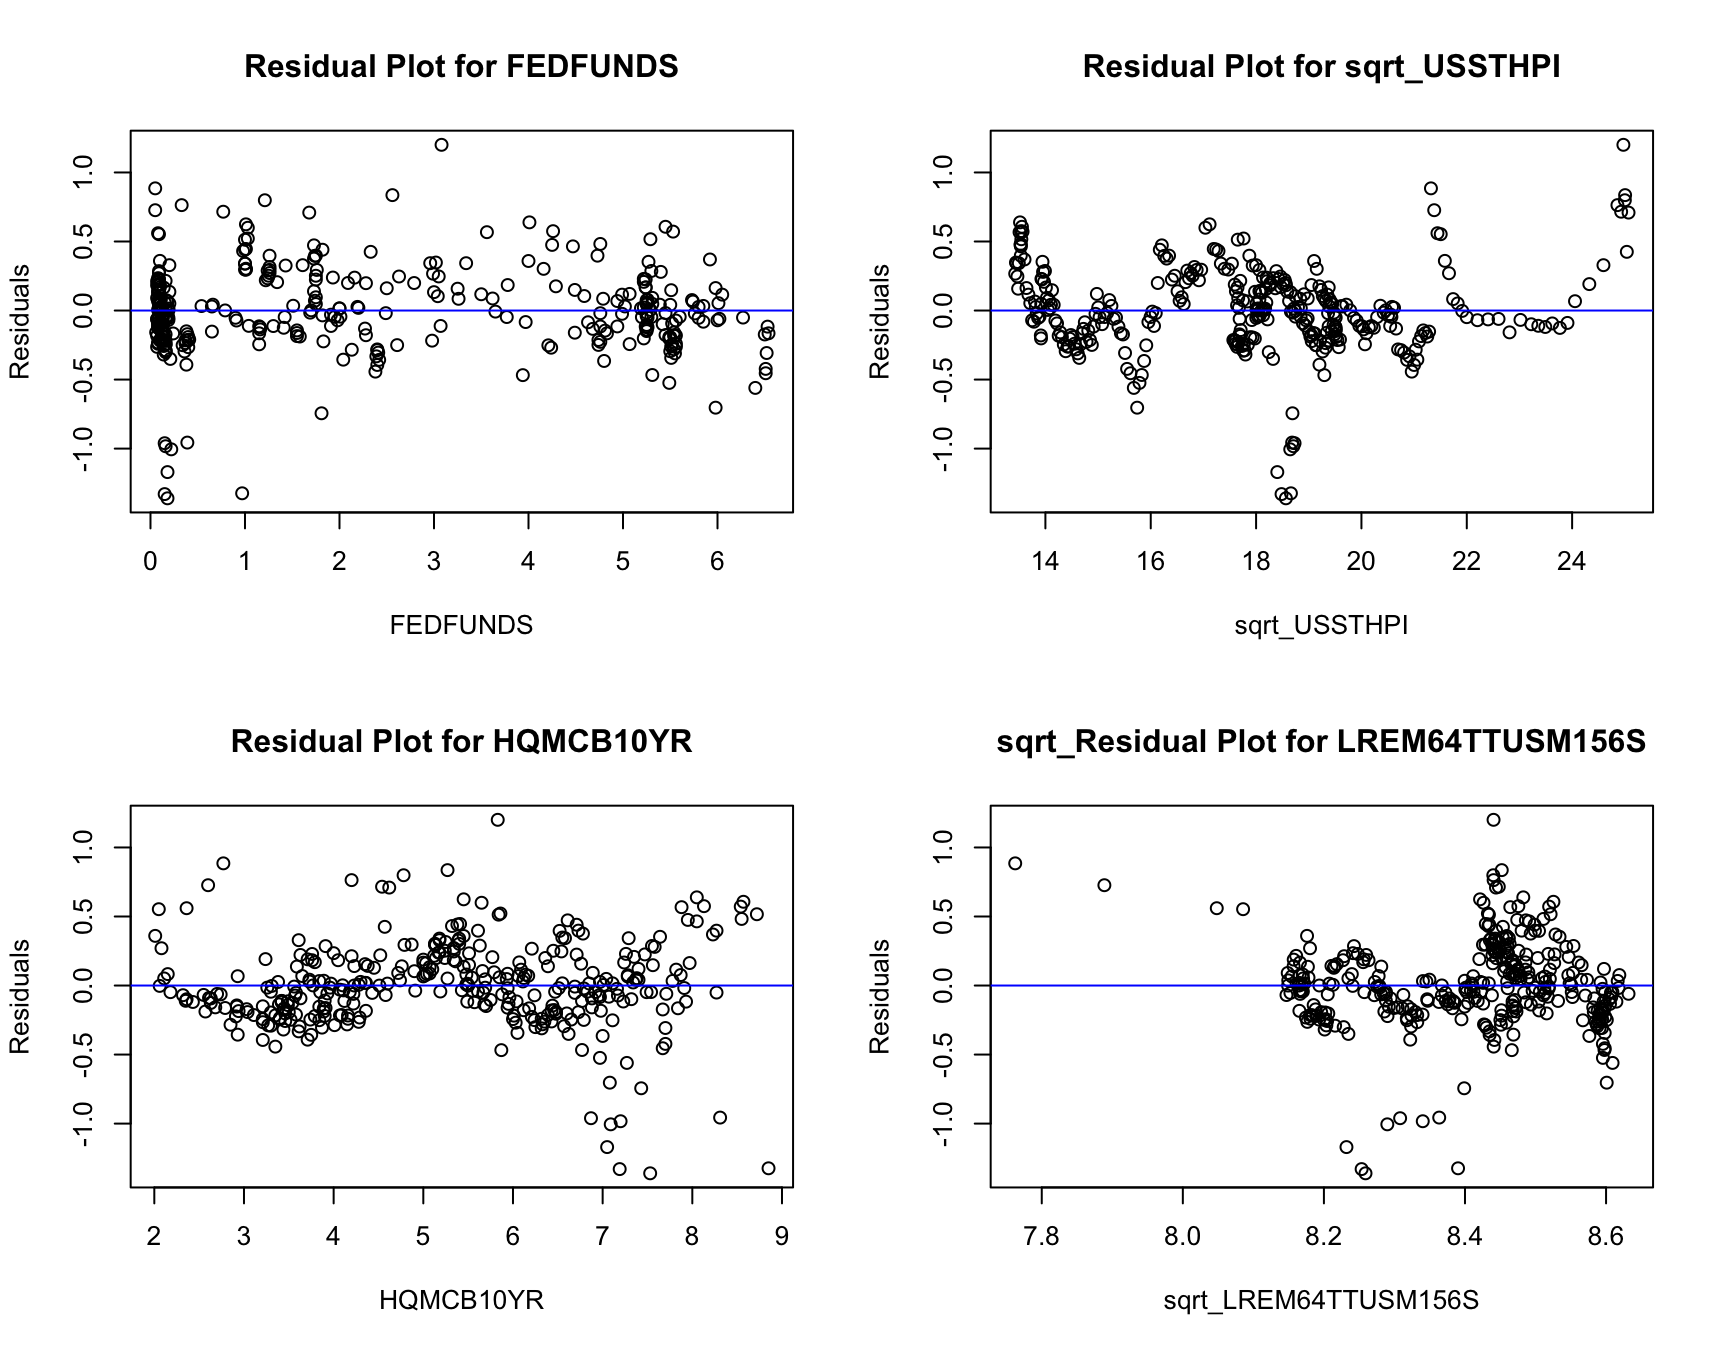 Residual Plot for FEDFUNDS
Residuals
1.0
0.5
0.0
-0.5
-1.0
0 1 2 3 4 5 6
FEDFUNDS
Residual Plot for sqrt_USSTHPI
Residuals
1.0
0.5
0.0
-0.5
-1.0
14 16 18 20 22 24
sqrt_USSTHPI
Residual Plot for HQMCB10YR
Residuals
1.0
0.5
0.0
-0.5
-1.0
2 3 4 5 6 7 8 9
HQMCB10YR
sqrt_Residual Plot for LREM64TTUSM156S
Residuals
1.0
0.5
0.0
-0.5
-1.0
7.8 8.0 8.2 8.4 8.6
sqrt_LREM64TTUSM156S